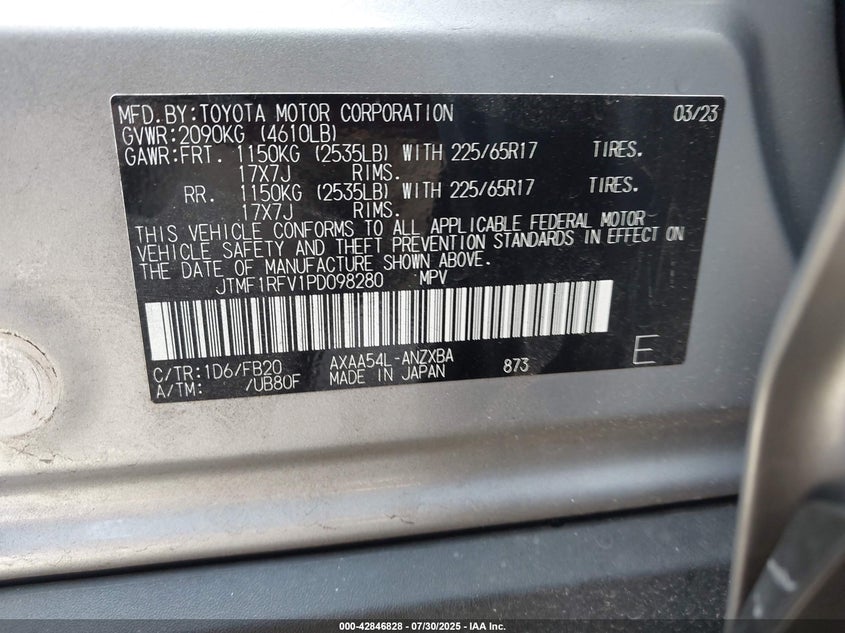 MFD.BY:TOYOTA MOTOR CORPORATION 03/23
GVWR:2090KG (4610LB)
GAWR:FRT. 1150KG (2535LB) WITH 225/65R17 TIRES.
17X7J RIMS.
RR. 1150KG (2535LB) WITH 225/65R17 TIRES.
17X7J RIMS.
THIS VEHICLE CONFORMS TO ALL APPLICABLE FEDERAL MOTOR
VEHICLE SAFETY AND THEFT PREVENTION STANDARDS IN EFFECT ON
THE DATE OF MANUFACTURE SHOWN ABOVE.
JTMF1RFV1PD098280 MPV
C/TR:1D6/FB20 AXAA54L-ANZXBA 873 E
A/TM: /UB80F MADE IN JAPAN
000-42846828 - 07/30/2025 - IAA Inc.